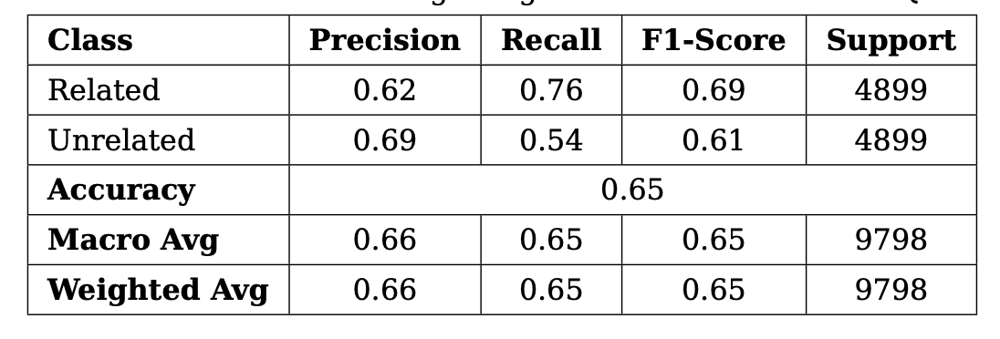 Class Precision Recall F1-Score Support
Related 0.62 0.76 0.69 4899
Unrelated 0.69 0.54 0.61 4899
Accuracy 0.65
Macro Avg 0.66 0.65 0.65 9798
Weighted Avg 0.66 0.65 0.65 9798